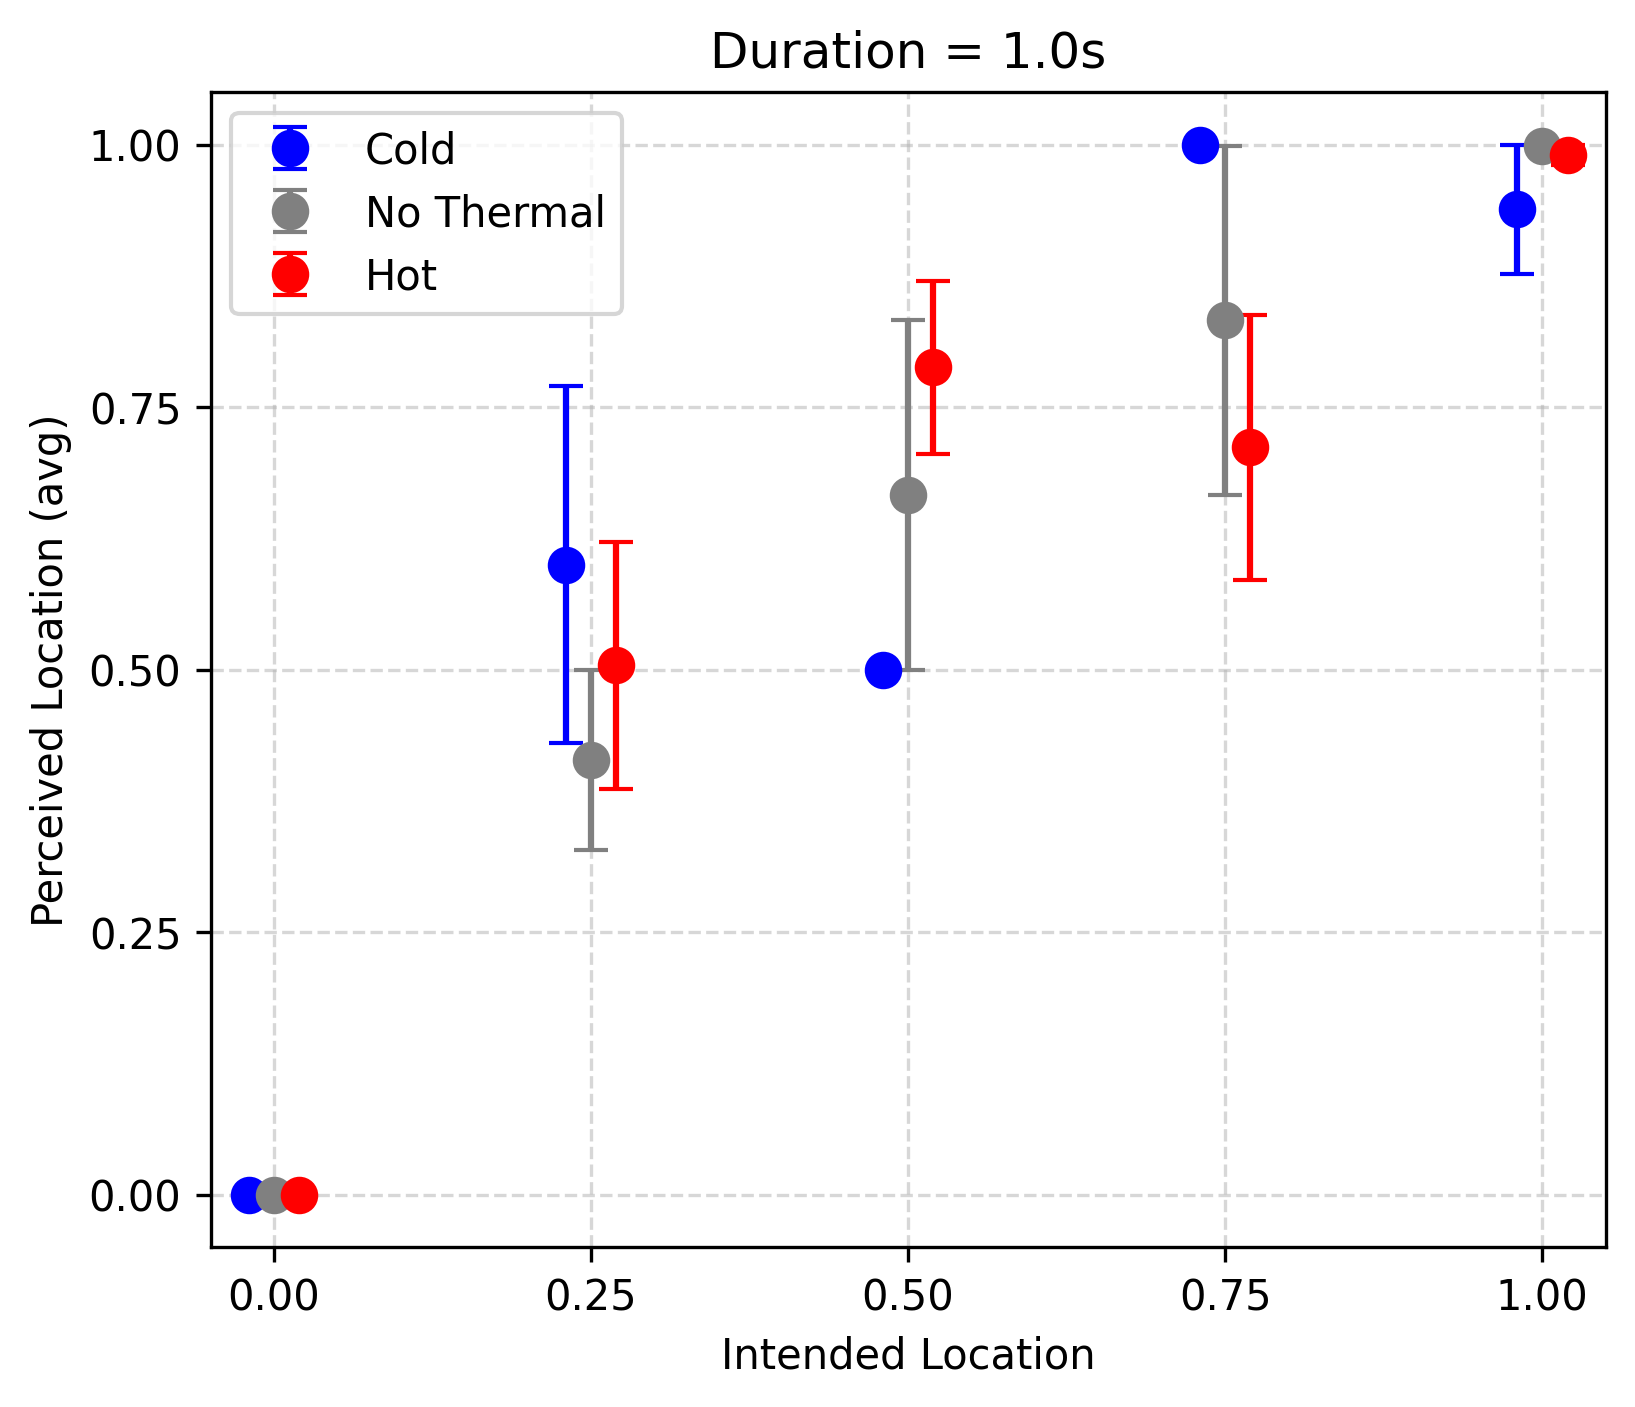 Duration = 1.0s
Cold
No Thermal
Hot
1.00
0.75
0.50
0.25
0.00
Perceived Location (avg)
0.00 0.25 0.50 0.75 1.00
Intended Location